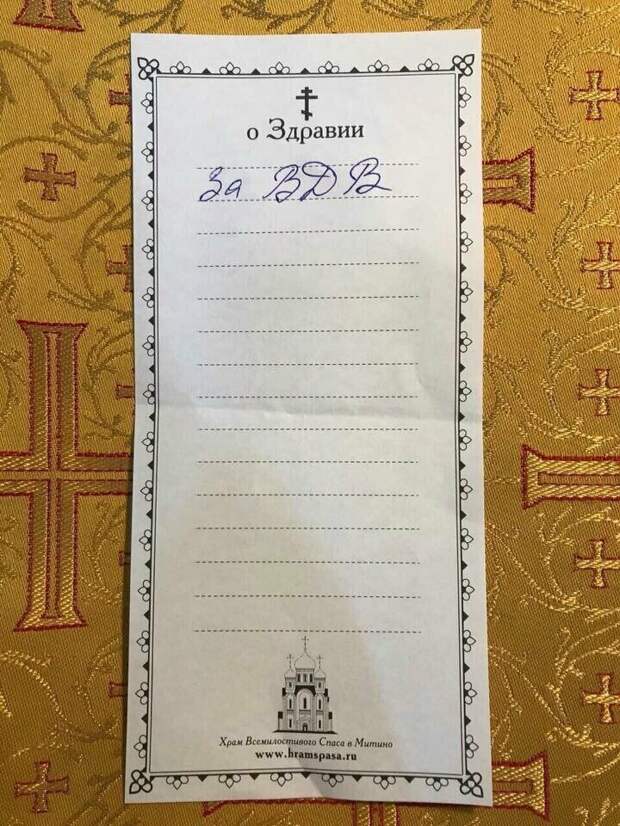 о Здравии
За ВДВ
Храм Всемилостивого Спаса в Митино
www.hramspasa.ru